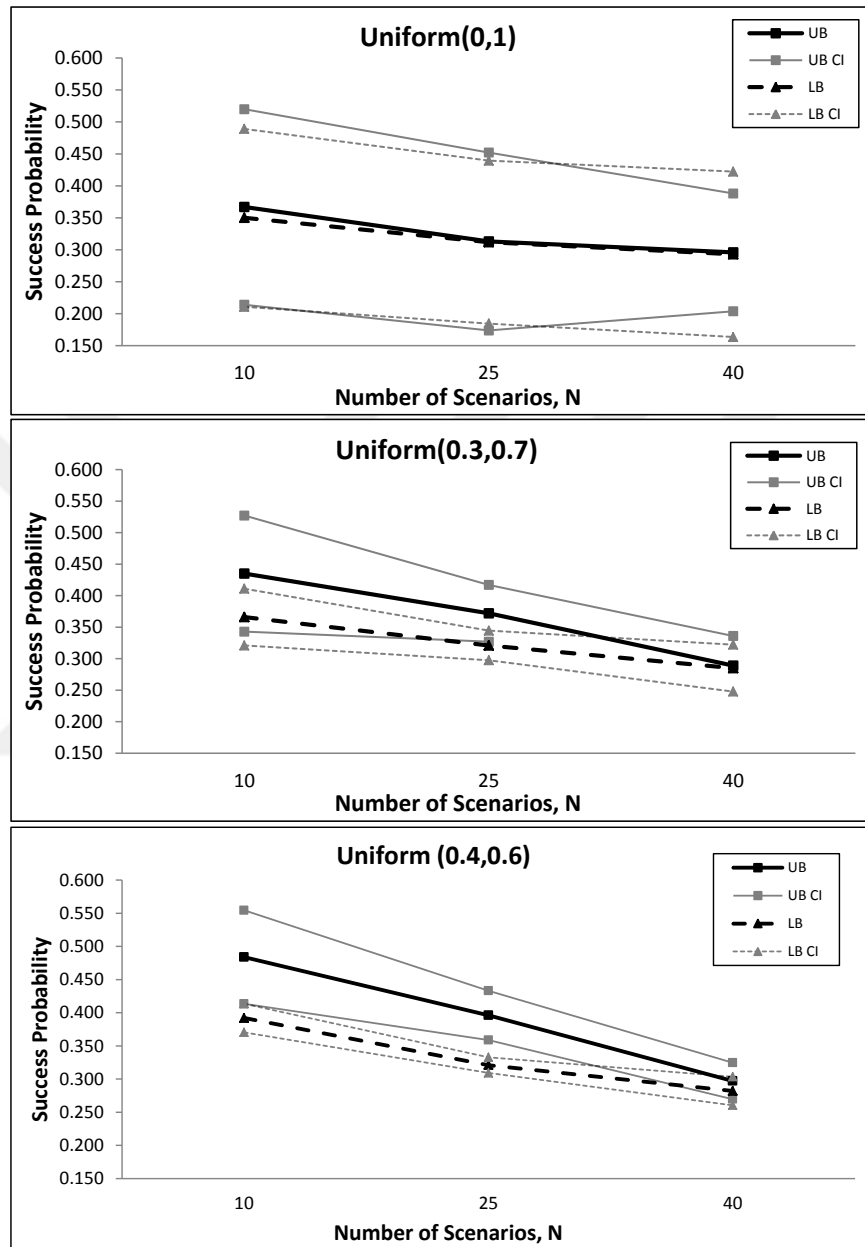 Uniform(0,1)
UB
UB CI
LB
LB CI
0.600
0.550
0.500
0.450
0.400
0.350
0.300
0.250
0.200
0.150
Success Probability
10 25 40
Number of Scenarios, N
Uniform(0.3,0.7)
UB
UB CI
LB
LB CI
0.600
0.550
0.500
0.450
0.400
0.350
0.300
0.250
0.200
0.150
Success Probability
10 25 40
Number of Scenarios, N
Uniform (0.4,0.6)
UB
UB CI
LB
LB CI
0.600
0.550
0.500
0.450
0.400
0.350
0.300
0.250
0.200
0.150
Success Probability
10 25 40
Number of Scenarios, N